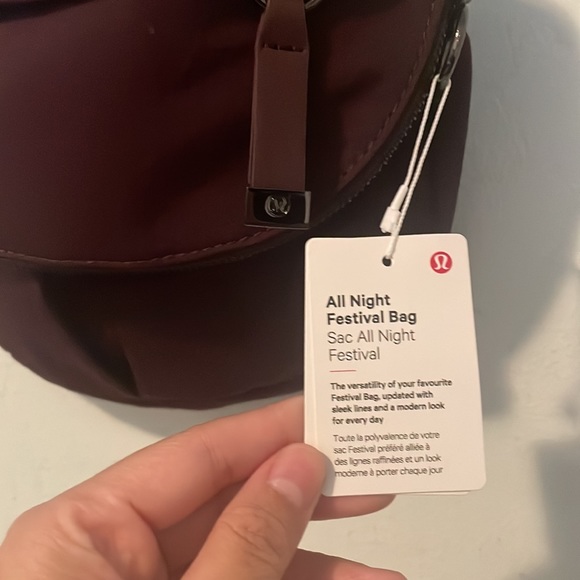 All Night
Festival Bag
Sac All Night
Festival
The versatility of your favourite
Festival Bag, updated with
sleek lines and a modern look
for every day
Toute la polyvalence de votre
sac Festival préféré alliée à
des lignes raffinées et un look
moderne à porter chaque jour